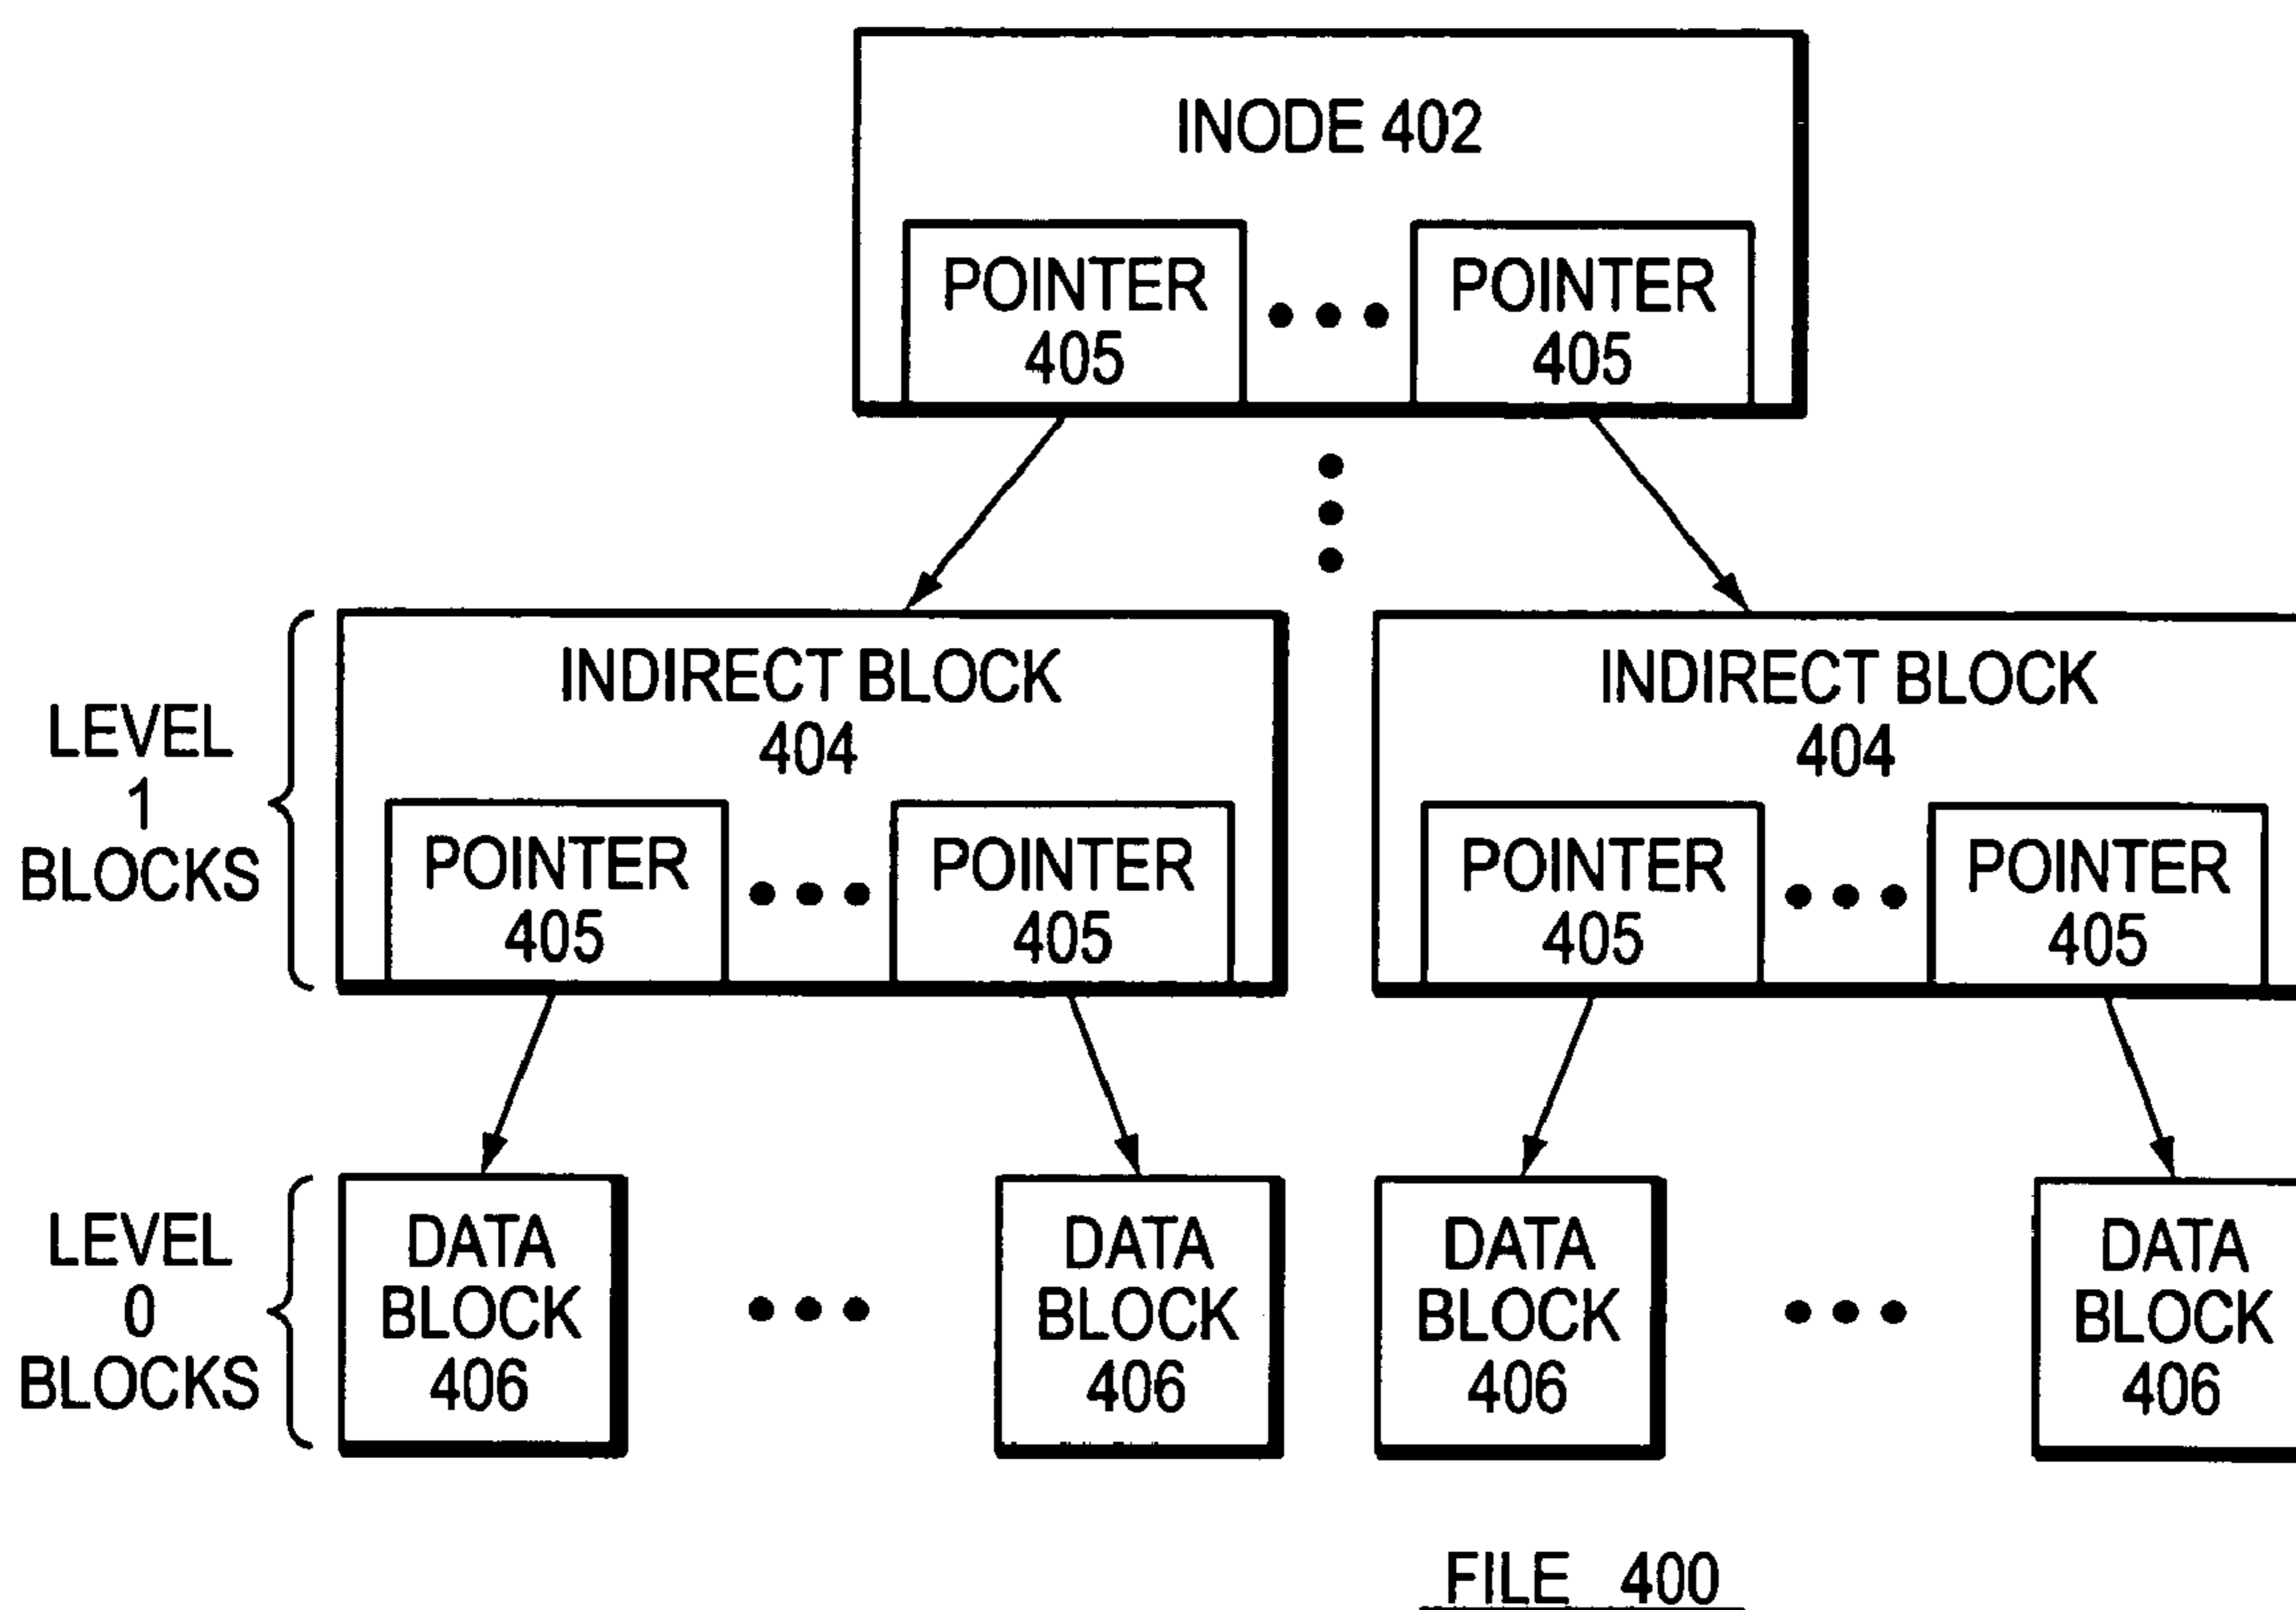 INODE 402
POINTER
405
POINTER
405
LEVEL
1
BLOCKS
INDIRECT BLOCK
404
POINTER
405
POINTER
405
INDIRECT BLOCK
404
POINTER
405
POINTER
405
LEVEL
0
BLOCKS
DATA
BLOCK
406
DATA
BLOCK
406
DATA
BLOCK
406
DATA
BLOCK
406
FILE 400